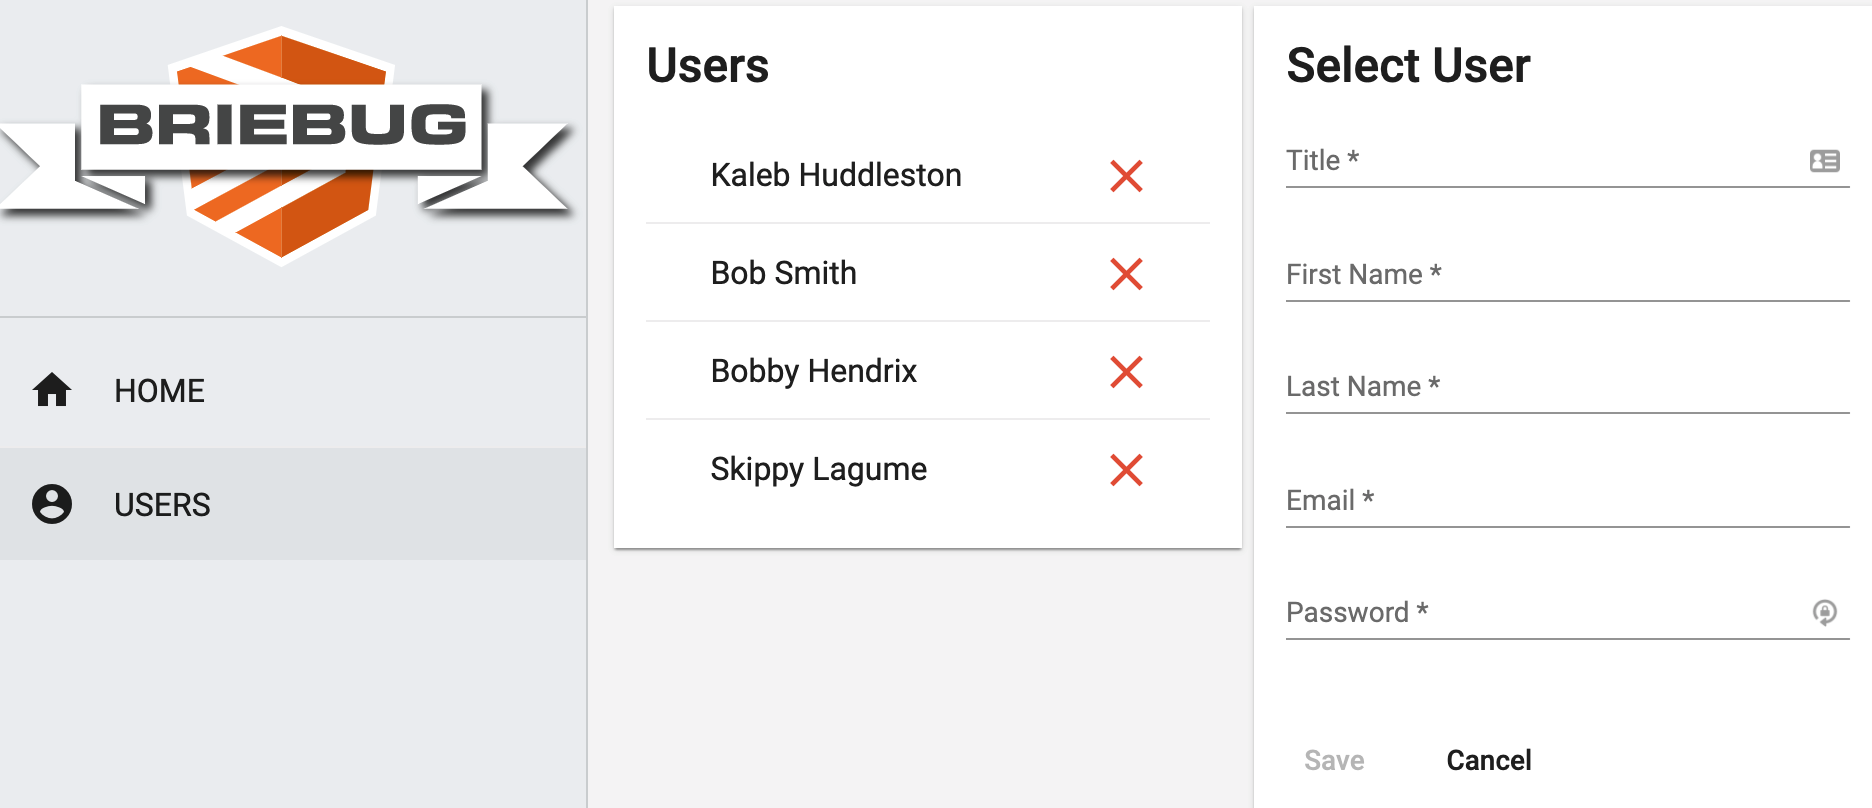 BRIEBUG
HOME
USERS
Users
Kaleb Huddleston
Bob Smith
Bobby Hendrix
Skippy Lagume
Select User
Title *
First Name *
Last Name *
Email *
Password *
Save
Cancel